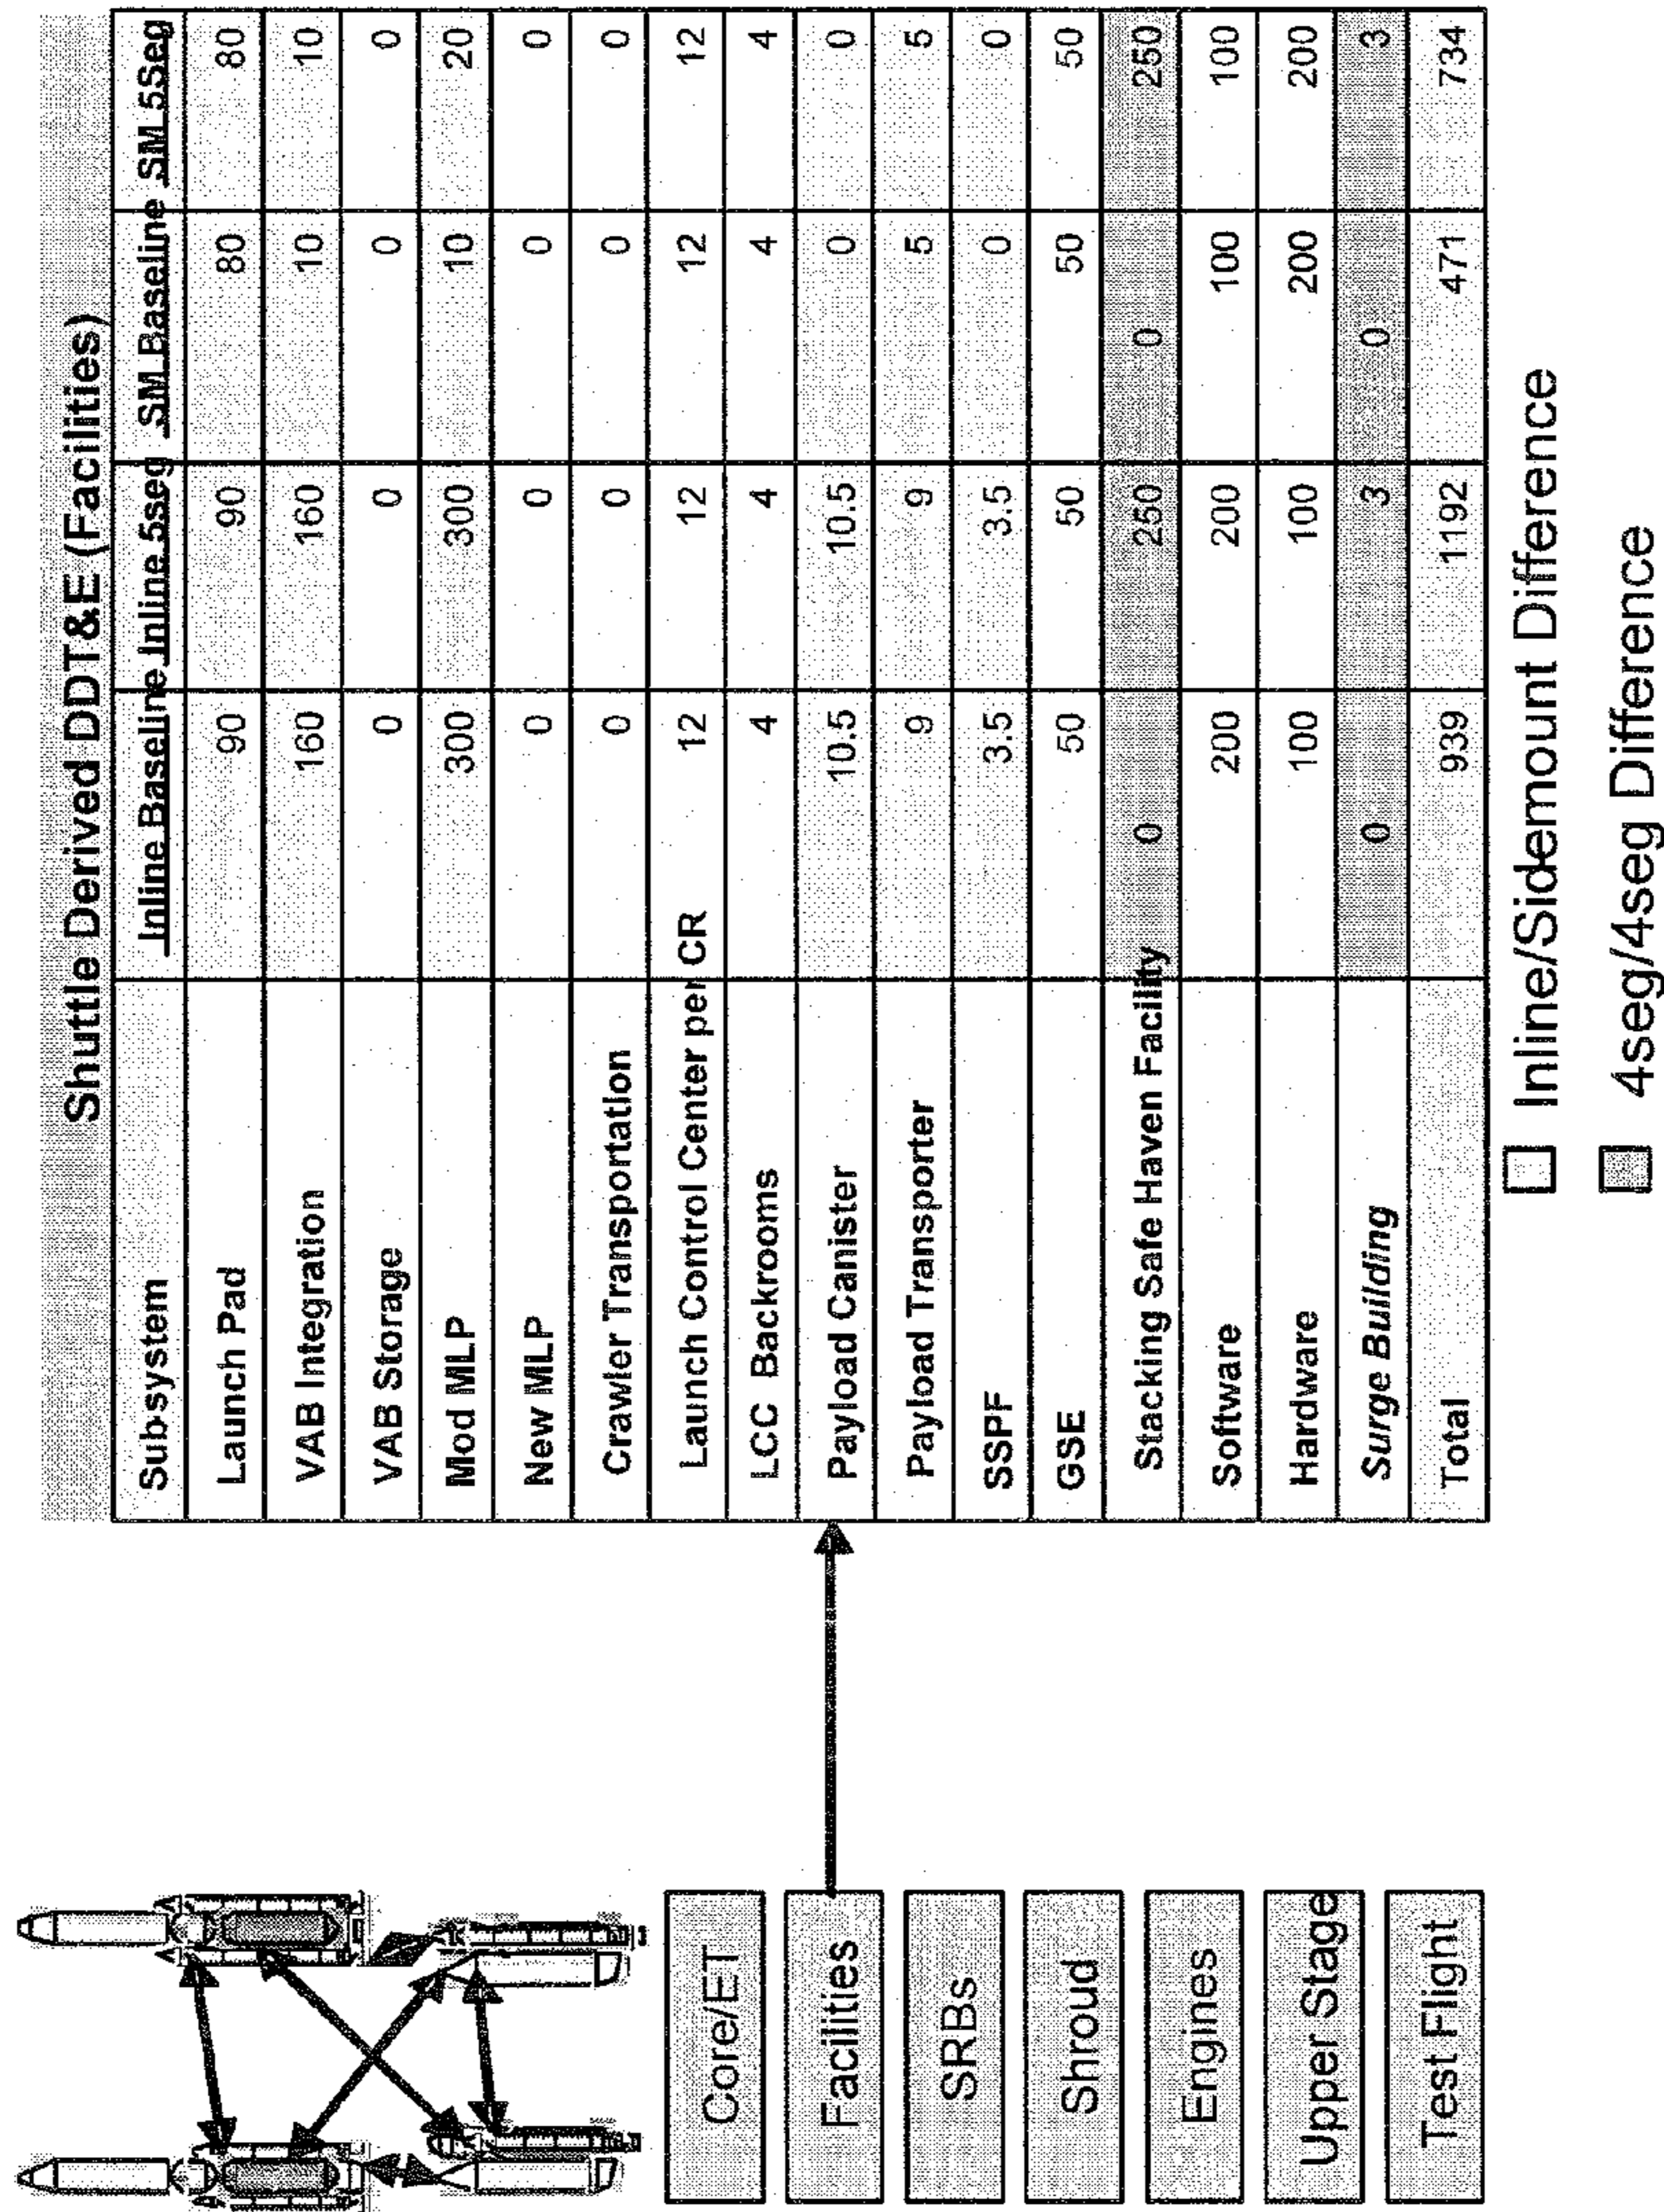 Shuttle Derived DDT&E (Facilities)
Subsystem Inline Baseline Inline 5seg SM Baseline SM 5Seg
Launch Pad 90 90 80 80
VAB Integration 160 160 10 10
VAB Storage 0 0 0 0
Mod MLP 300 300 10 20
New MLP 0 0 0 0
Crawler Transportation 0 0 0 0
Launch Control Center per CR 12 12 12 12
LCC Backrooms 4 4 4 4
Payload Canister 10.5 10.5 0 0
Payload Transporter 9 9 5 5
SSPF 3.5 3.5 0 0
GSE 50 50 50 50
Stacking Safe Haven Facility 0 250 0 250
Software 200 200 100 100
Hardware 100 100 200 200
Surge Building 0 3 0 3
Total 939 1192 471 734
Inline/Sidemount Difference
4seg/4seg Difference
Core/ET
Facilities
SRBs
Shroud
Engines
Upper Stage
Test Flight